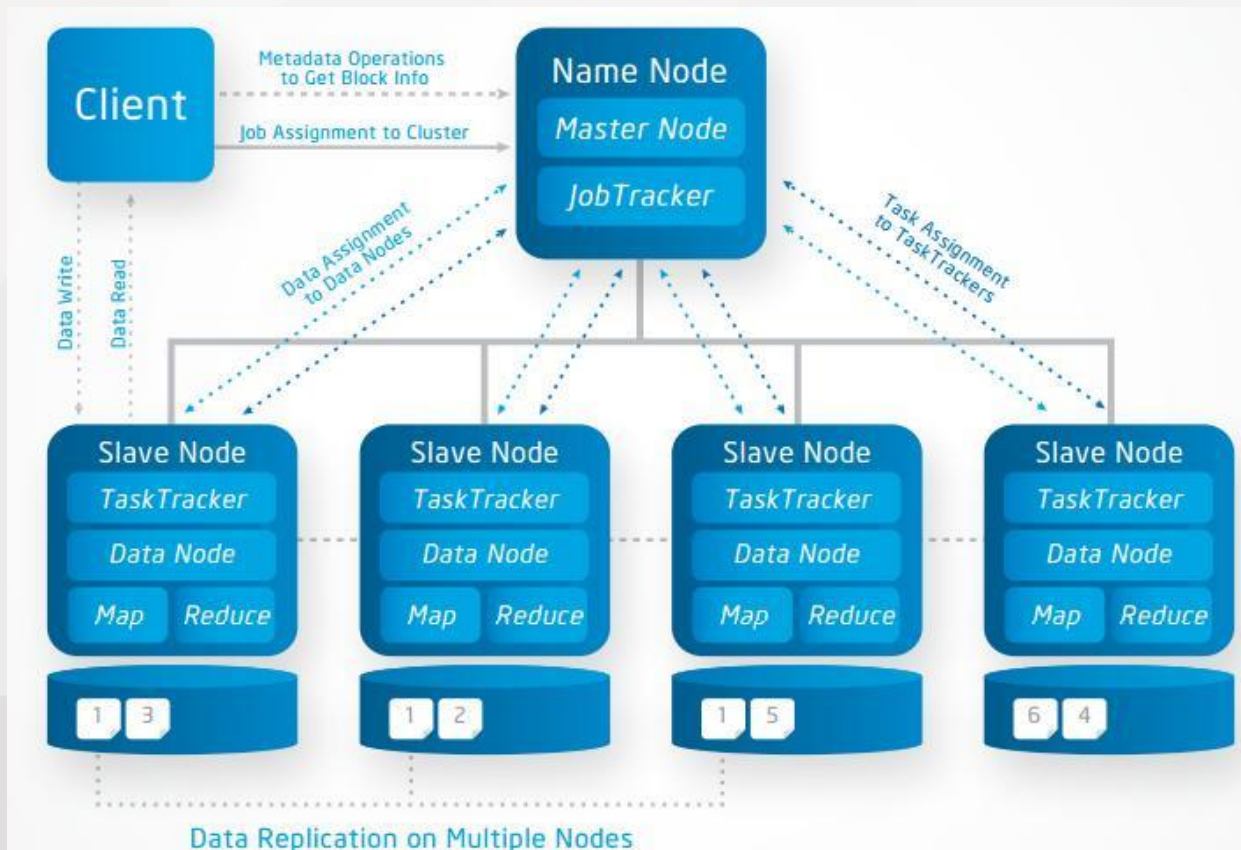 Client
Metadata Operations
to Get Block Info
Job Assignment to Cluster
Name Node
Master Node
JobTracker
Data Write
Data Read
Data Assignment
to Data Nodes
Task Assignment
to TaskTrackers
Slave Node
TaskTracker
Data Node
Map Reduce
1 3
Slave Node
TaskTracker
Data Node
Map Reduce
1 2
Slave Node
TaskTracker
Data Node
Map Reduce
1 5
Slave Node
TaskTracker
Data Node
Map Reduce
6 4
Data Replication on Multiple Nodes